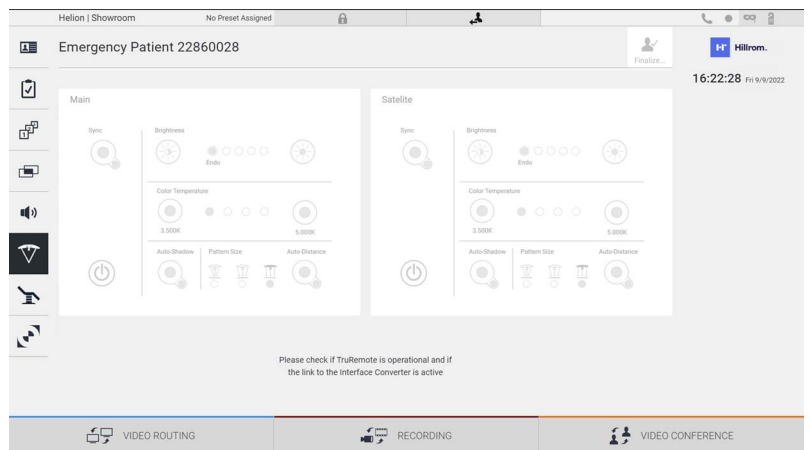 Helion | Showroom
No Preset Assigned
Emergency Patient 22860028
Finalize...
Hillrom.
16:22:28 Fri 9/9/2022
Main
Sync
Brightness
Endo
Color Temperature
3.500K
5.000K
Auto-Shadow
Pattern Size
Auto-Distance
Satelite
Sync
Brightness
Endo
Color Temperature
3.500K
5.000K
Auto-Shadow
Pattern Size
Auto-Distance
Please check if TruRemote is operational and if
the link to the Interface Converter is active
VIDEO ROUTING
RECORDING
VIDEO CONFERENCE